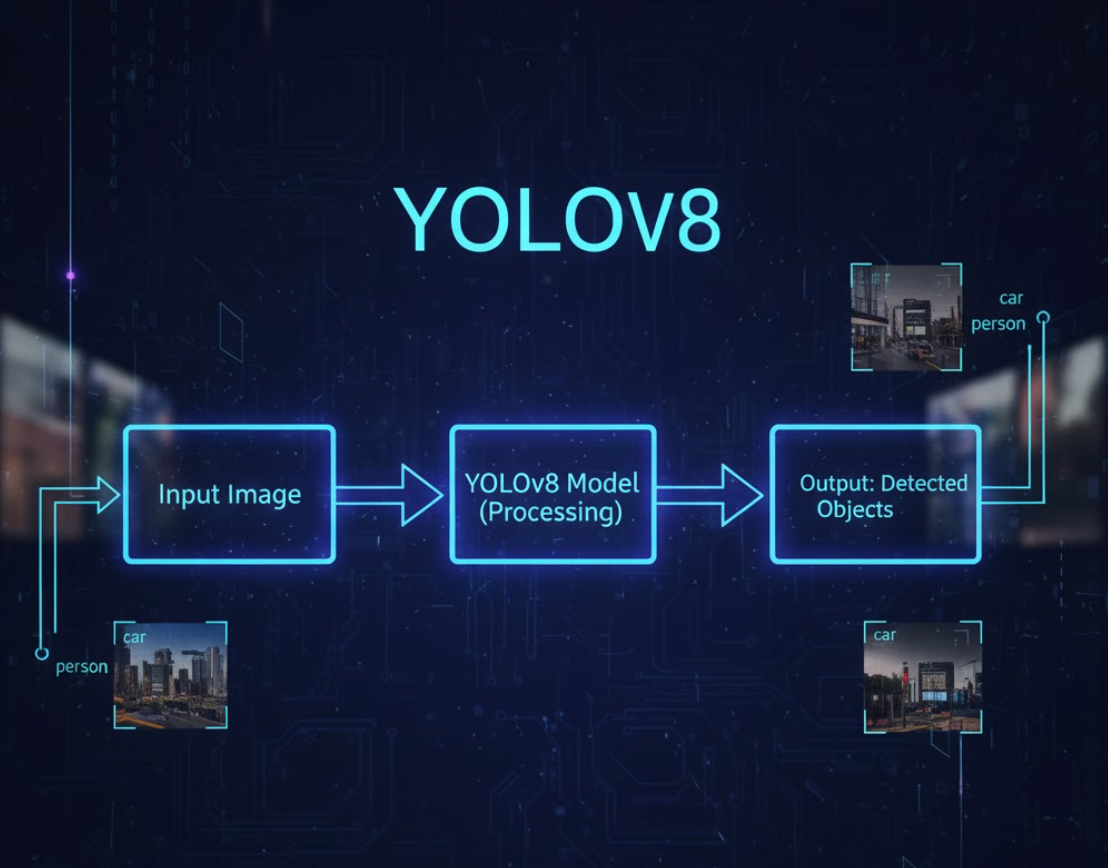 YOLOV8
car
person
Input Image
YOLOv8 Model
(Processing)
Output: Detected
Objects
car
person
car